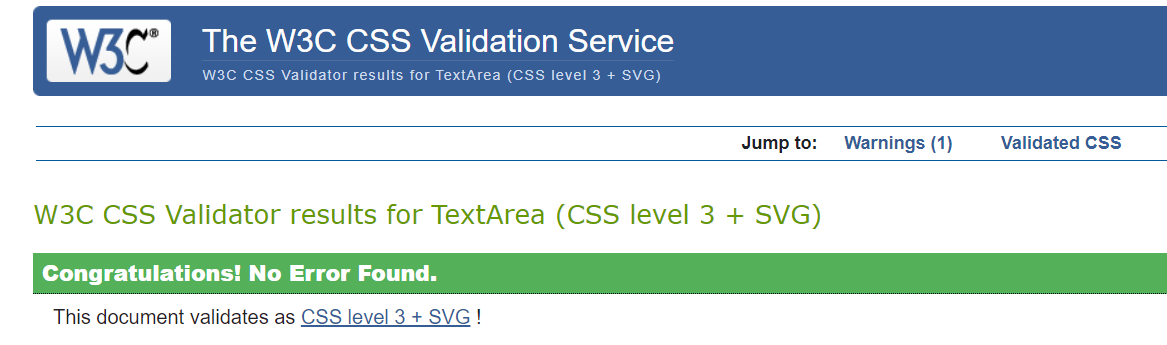 W3C®
The W3C CSS Validation Service
W3C CSS Validator results for TextArea (CSS level 3 + SVG)
Jump to: Warnings (1) Validated CSS
W3C CSS Validator results for TextArea (CSS level 3 + SVG)
Congratulations! No Error Found.
This document validates as CSS level 3 + SVG !